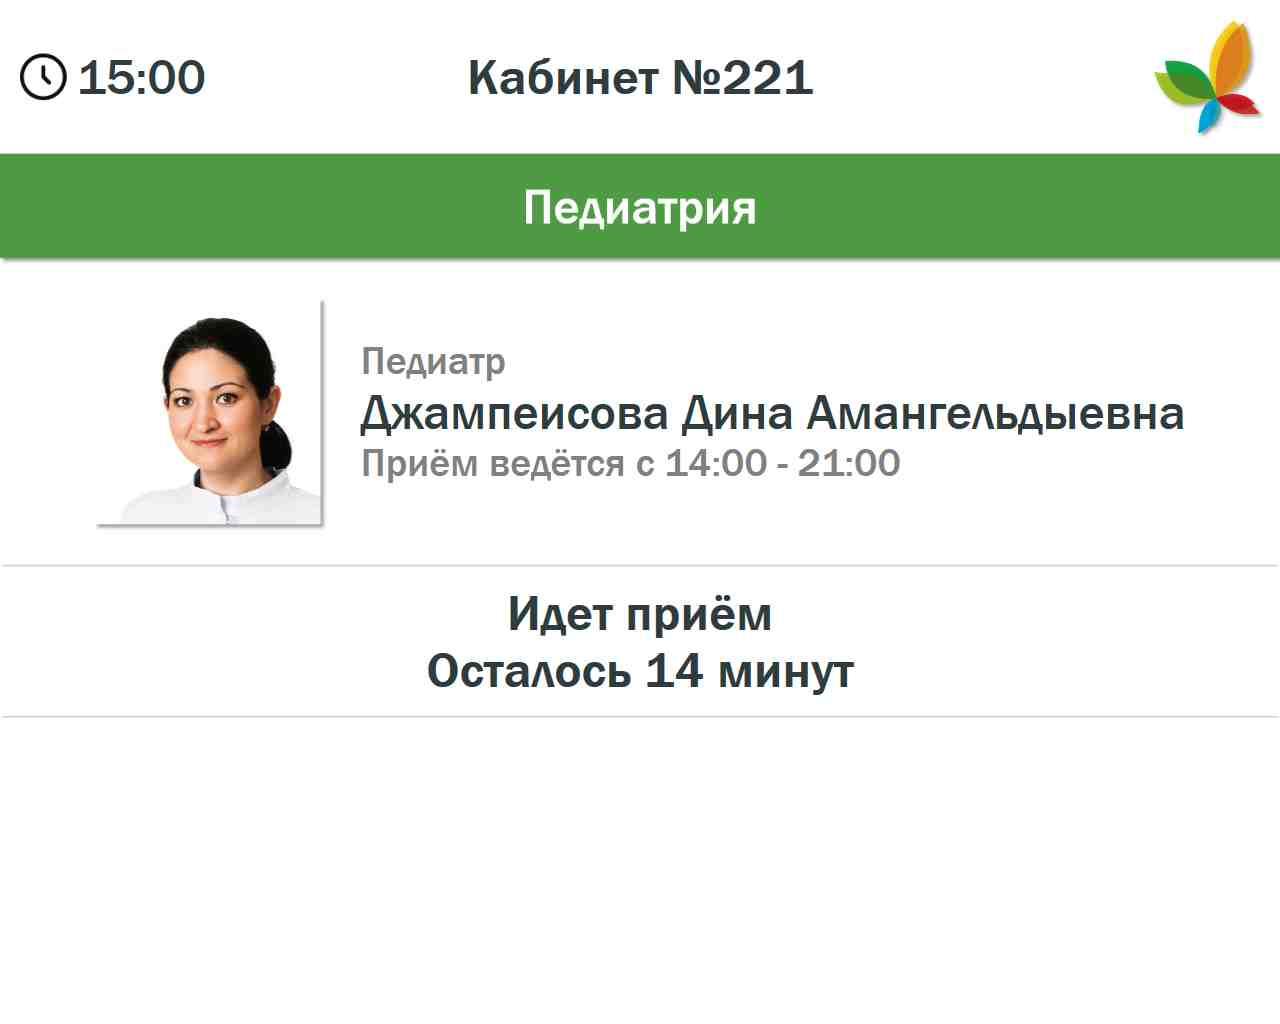 15:00
Кабинет №221
Педиатрия
Педиатр
Джампеисова Дина Амангельдыевна
Приём ведётся с 14:00 - 21:00
Идет приём
Осталось 14 минут